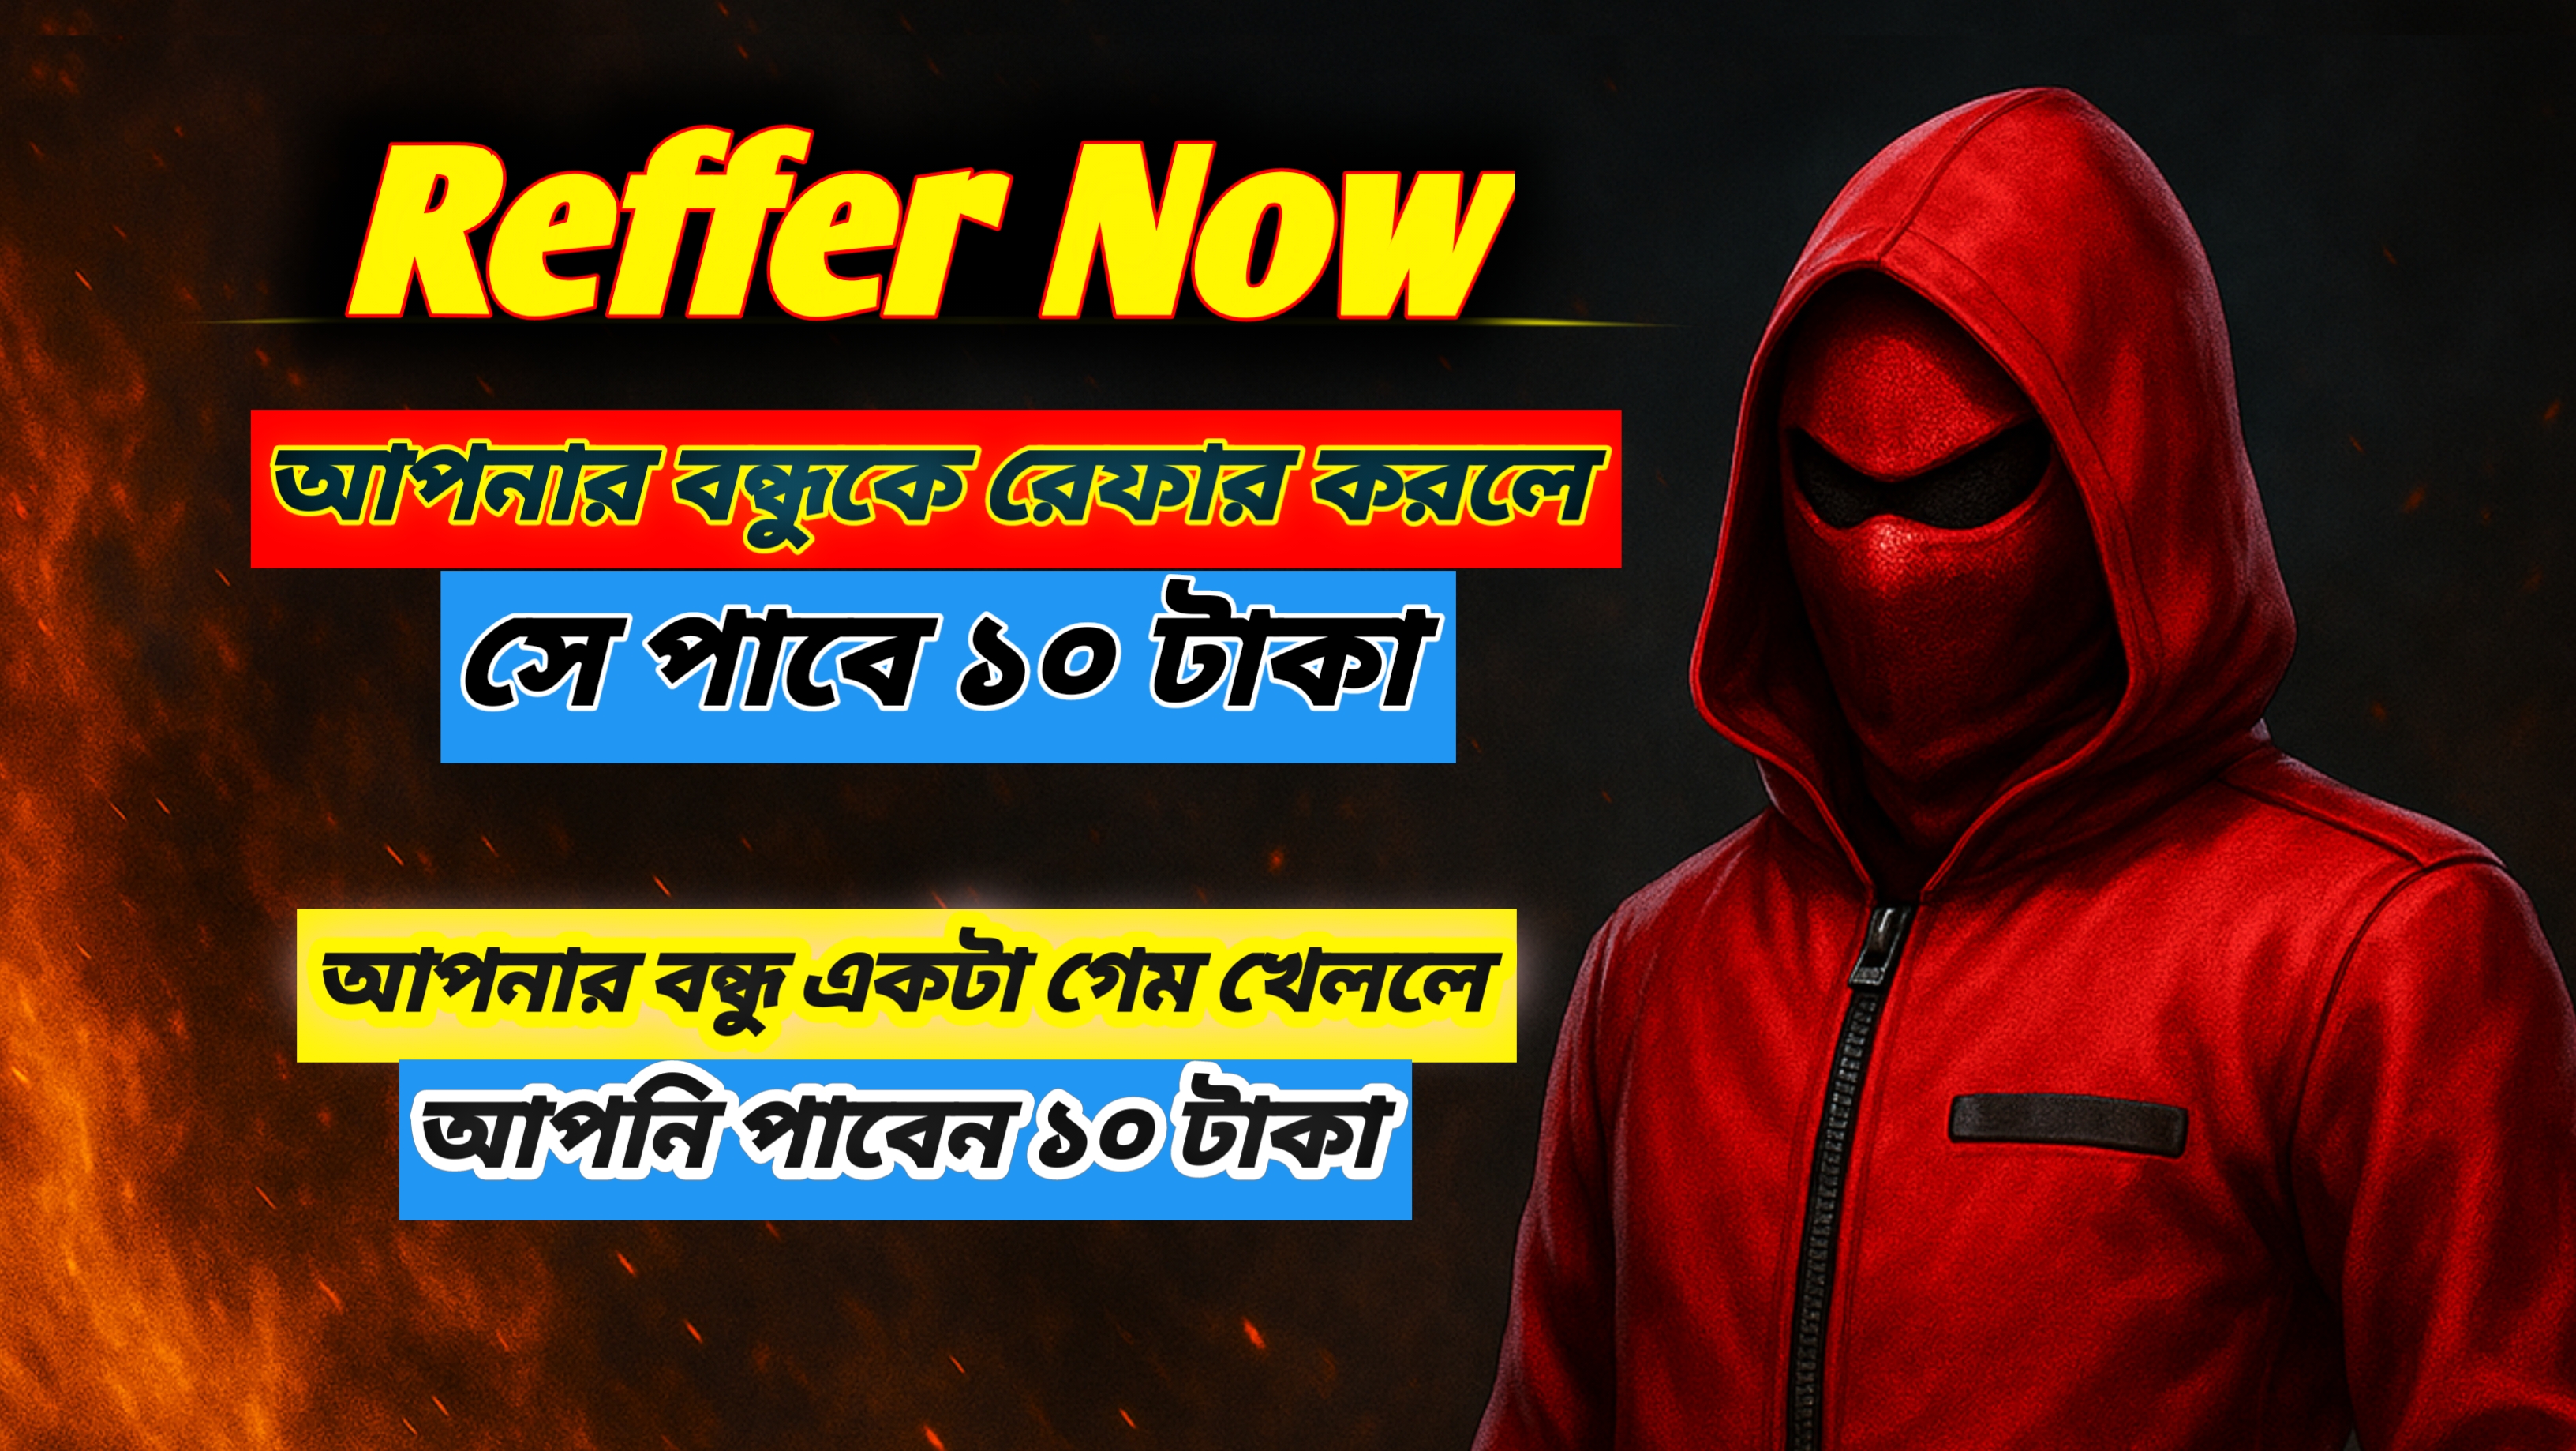 Reffer Now
আপনার বন্ধুকে রেফার করলে
সে পাবে ১০ টাকা
আপনার বন্ধু একটা গেম খেললে
আপনি পাবেন ১০ টাকা